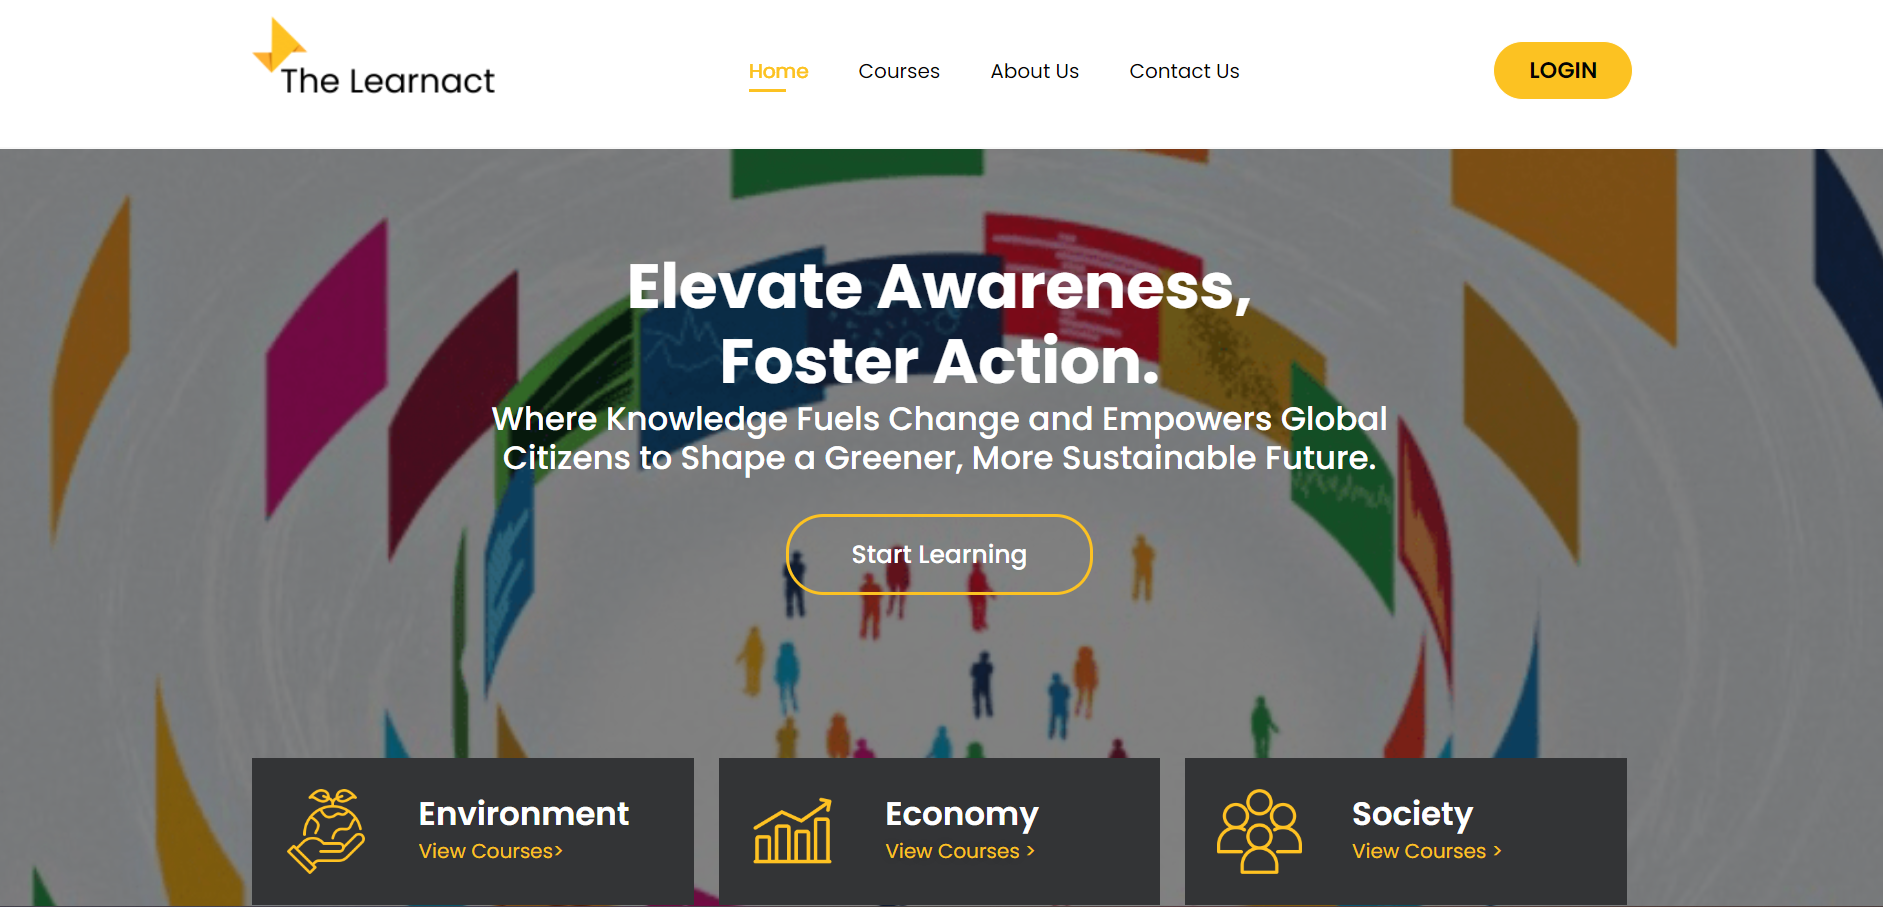 The Learnact
Home
Courses
About Us
Contact Us
LOGIN
Elevate Awareness,
Foster Action.
Where Knowledge Fuels Change and Empowers Global
Citizens to Shape a Greener, More Sustainable Future.
Start Learning
Environment
View Courses>
Economy
View Courses >
Society
View Courses >